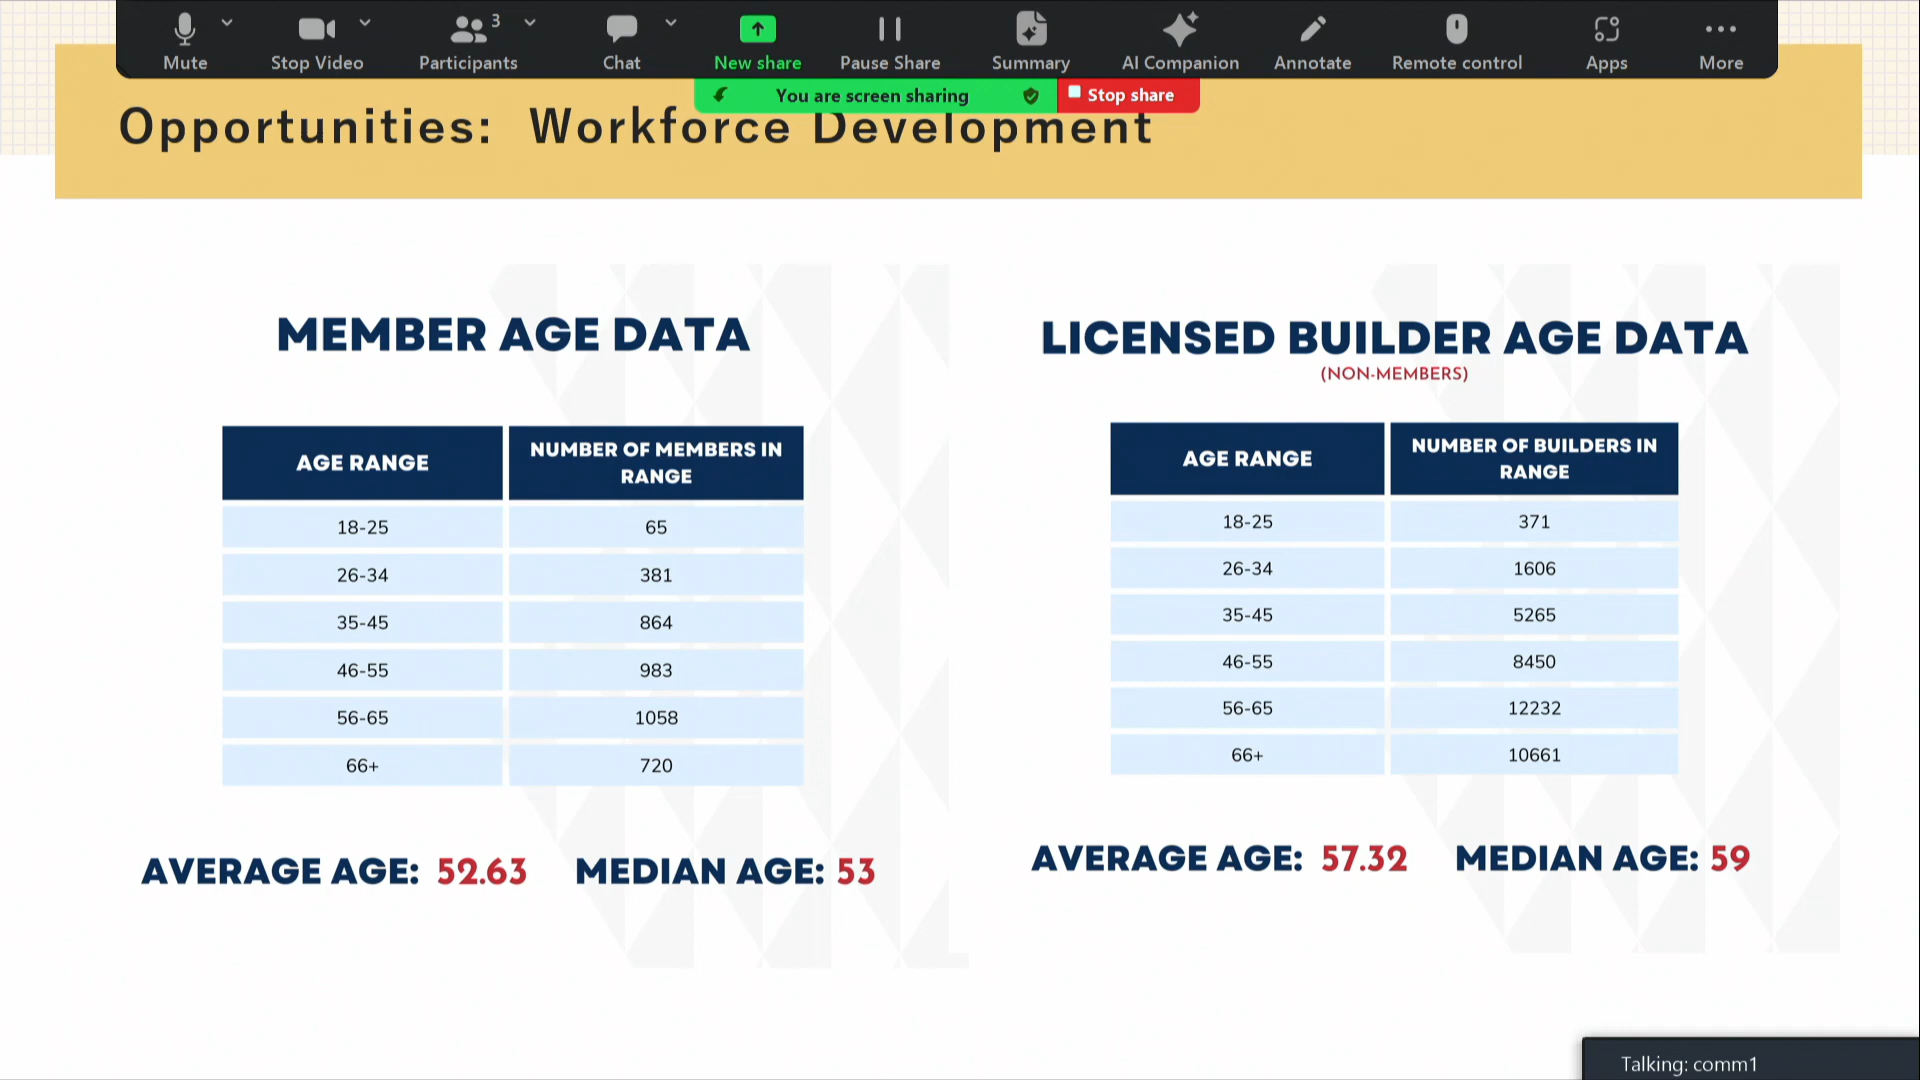 Mute
Stop Video
3
Participants
Chat
New share
Pause Share
Summary
AI Companion
Annotate
Remote control
Apps
More
You are screen sharing
Stop share
Opportunities: Workforce Development
MEMBER AGE DATA
AGE RANGE
NUMBER OF MEMBERS IN
RANGE
18-25 65
26-34 381
35-45 864
46-55 983
56-65 1058
66+ 720
AVERAGE AGE: 52.63 MEDIAN AGE: 53
LICENSED BUILDER AGE DATA
(NON-MEMBERS)
AGE RANGE
NUMBER OF BUILDERS IN
RANGE
18-25 371
26-34 1606
35-45 5265
46-55 8450
56-65 12232
66+ 10661
AVERAGE AGE: 57.32 MEDIAN AGE: 59
Talking: comm1